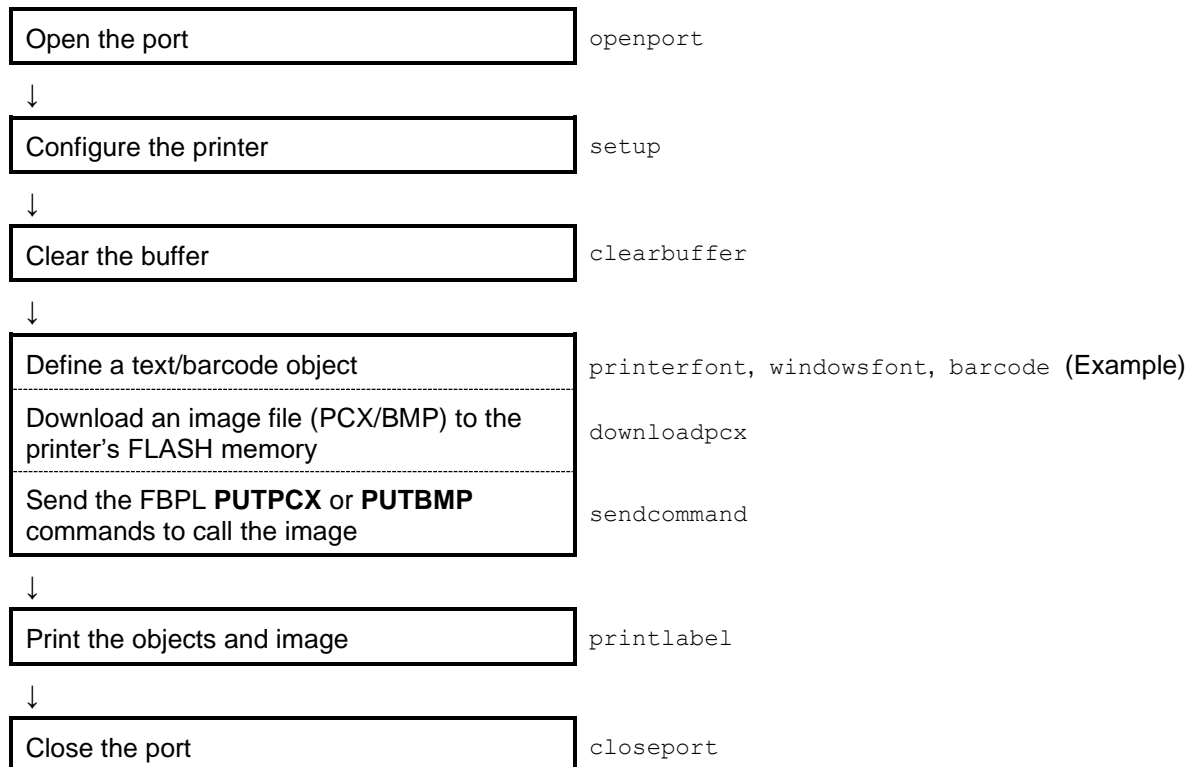 Open the port openport
↓
Configure the printer setup
↓
Clear the buffer clearbuffer
↓
Define a text/barcode object printerfont, windowsfont, barcode (Example)
Download an image file (PCX/BMP) to the
printer’s FLASH memory
downloadpcx
Send the FBPL PUTPCX or PUTBMP
commands to call the image
sendcommand
↓
Print the objects and image printlabel
↓
Close the port closeport